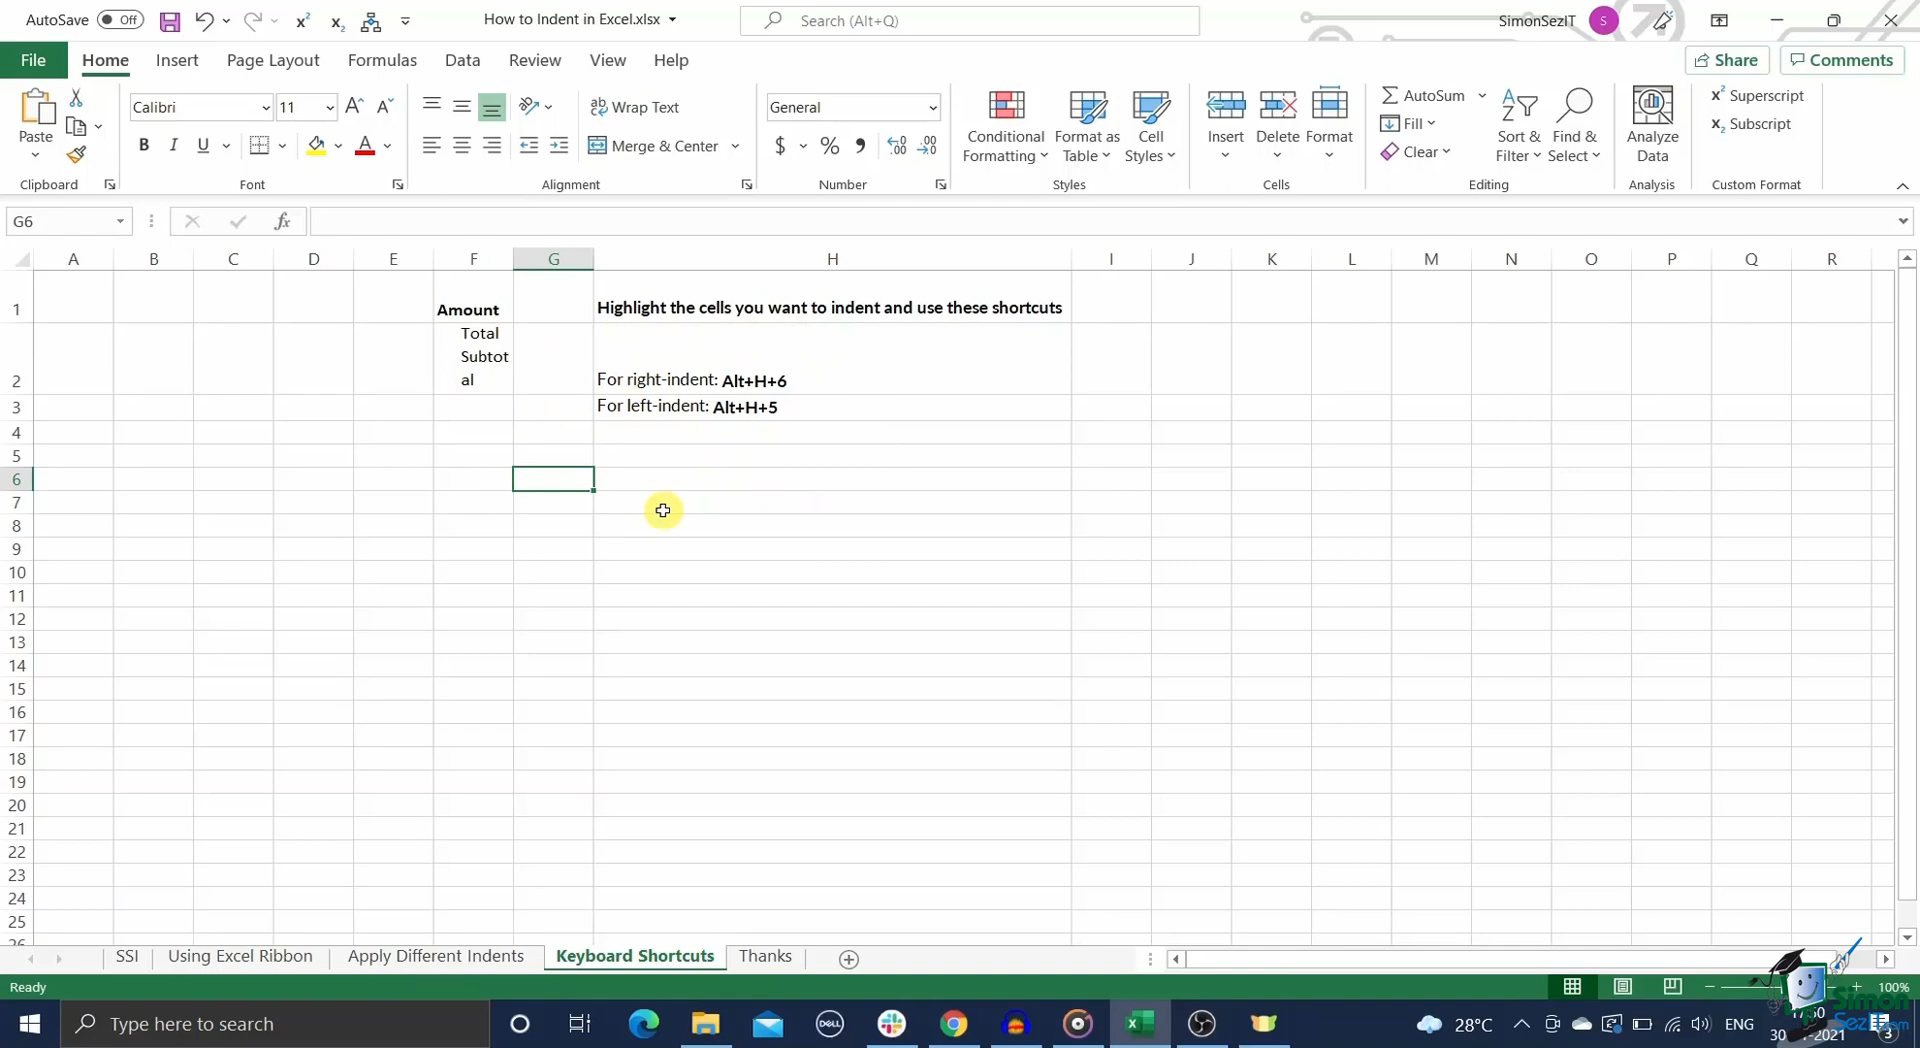 AutoSave Off How to Indent in Excel.xlsx Search (Alt+Q) SimonSezIT S
File Home Insert Page Layout Formulas Data Review View Help Share Comments
Calibri 11 Wrap Text General AutoSum Superscript
Paste Conditional Formatting Format as Table Cell Styles Insert Delete Format Fill Sort & Filter Find & Select Analyze Data Subscript
B I U Merge & Center $ % Clear
Clipboard Font Alignment Number Styles Cells Editing Analysis Custom Format
G6 fx
A B C D E F G H I J K L M N O P Q R
1 Amount Highlight the cells you want to indent and use these shortcuts
Total
Subtot
2 al For right-indent: Alt+H+6
3 For left-indent: Alt+H+5
4
5
6
7
8
9
10
11
12
13
14
15
16
17
18
19
20
21
22
23
24
25
26
SSI Using Excel Ribbon Apply Different Indents Keyboard Shortcuts Thanks
Ready 100%
Type here to search DELL 28°C ENG
Simon
SezIT.com